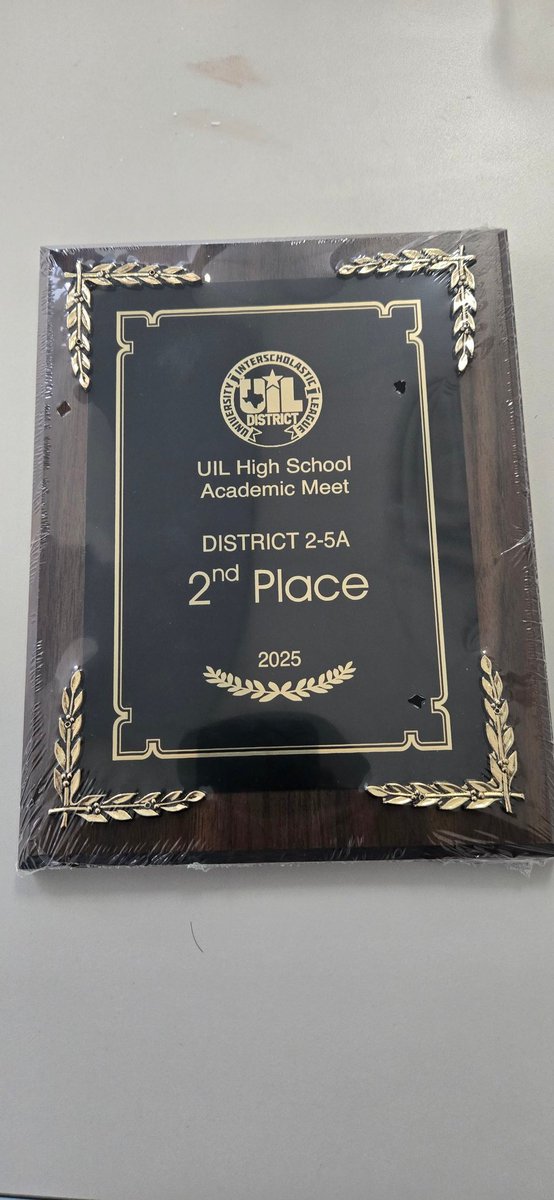 UNIVERSITY INTERSCHOLASTIC LEAGUE
UIL
DISTRICT
UIL High School
Academic Meet
DISTRICT 2-5A
2nd Place
2025